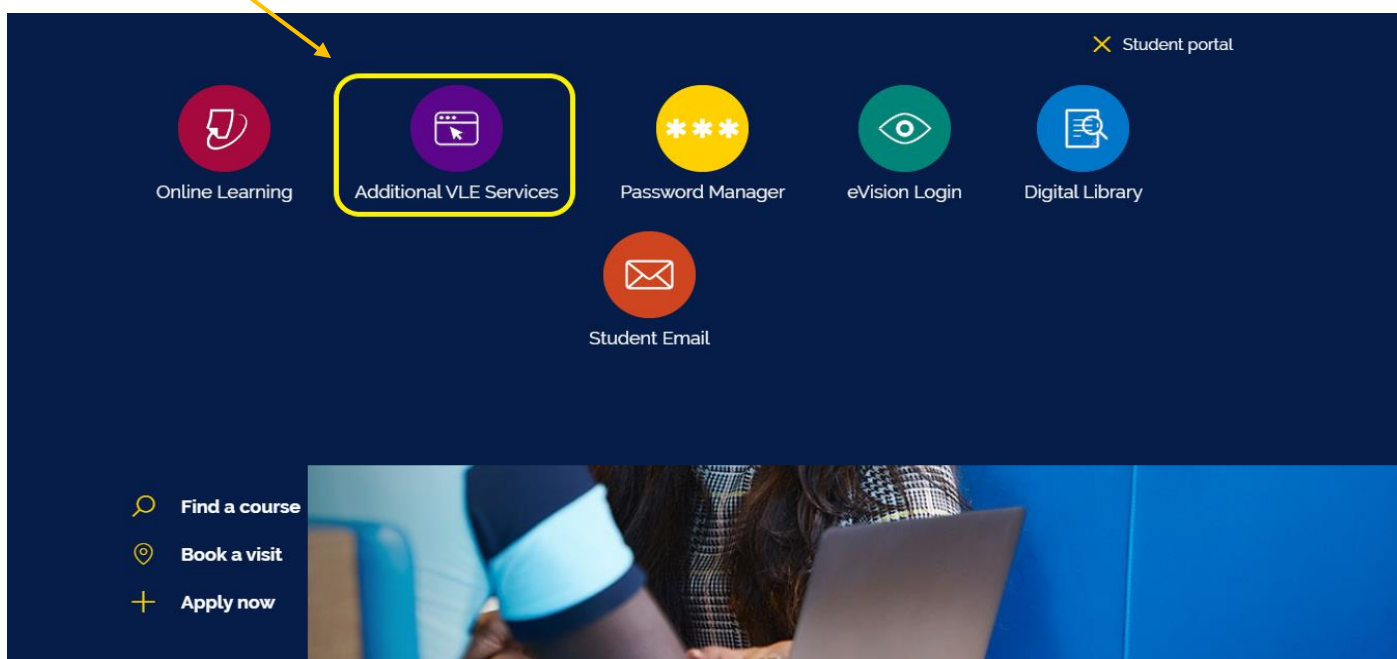 Student portal
Online Learning
Additional VLE Services
***
Password Manager
eVision Login
Digital Library
Student Email
Find a course
Book a visit
Apply now